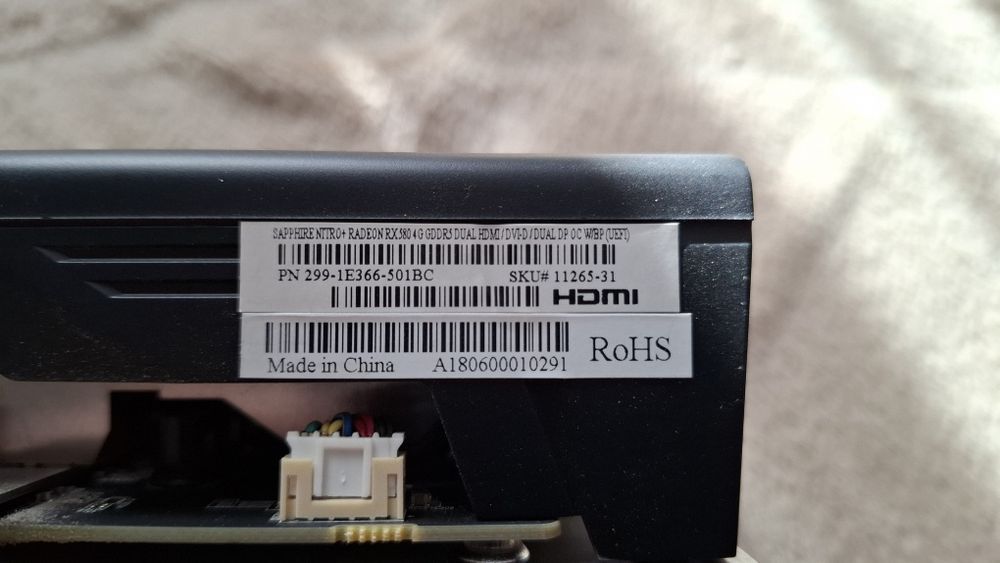 SAPPHIRE NITRO+ RADEON RX 580 4G GDDR5 DUAL HDMI / DVI-D / DUAL DP OC W/BP (UEFI)
PN 299-1E366-501BC SKU# 11265-31
HDMI
Made in China A180600010291 RoHS